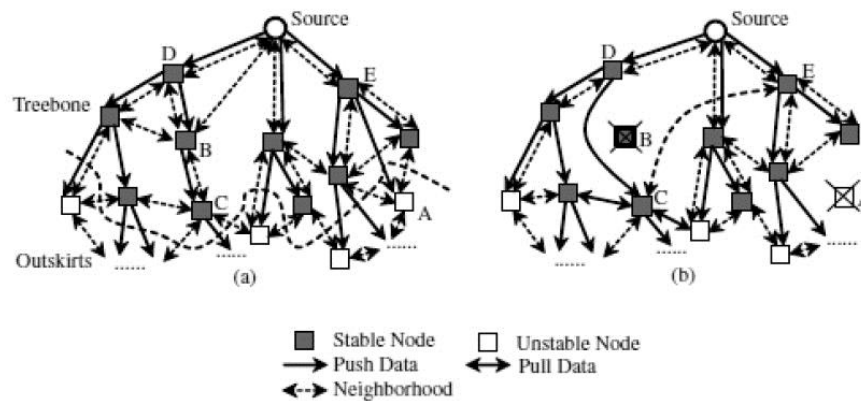 Source
D
E
Treebone
B
C
A
Outskirts
......
......
......
(a)
Source
D
E
B
C
A
......
......
......
(b)
Stable Node
Unstable Node
Push Data
Pull Data
Neighborhood